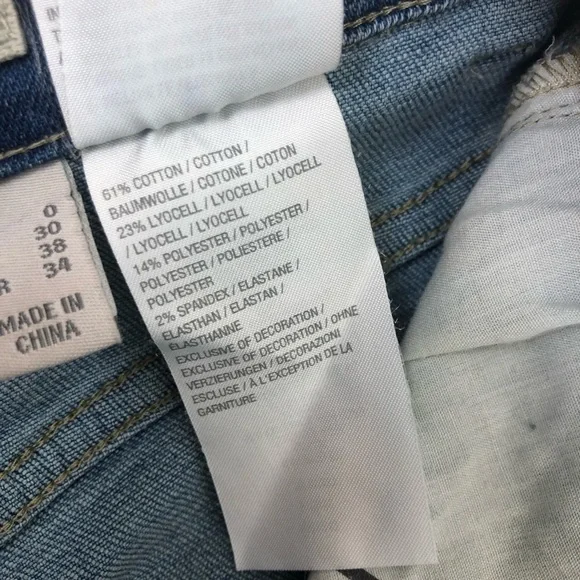 IN
T
0
30
38
R 34
MADE IN
CHINA
61% COTTON / COTTON /
BAUMWOLLE / COTONE / COTON
23% LYOCELL / LYOCELL / LYOCELL
/ LYOCELL / LYOCELL
14% POLYESTER / POLYESTER /
POLYESTER / POLIESTERE /
POLYESTER
2% SPANDEX / ELASTANE /
ELASTHAN / ELASTAN /
ELASTHANNE
EXCLUSIVE OF DECORATION /
EXCLUSIVE OF DECORATION / OHNE
VERZIERUNGEN / DECORAZIONI
ESCLUSE / À L'EXCEPTION DE LA
GARNITURE